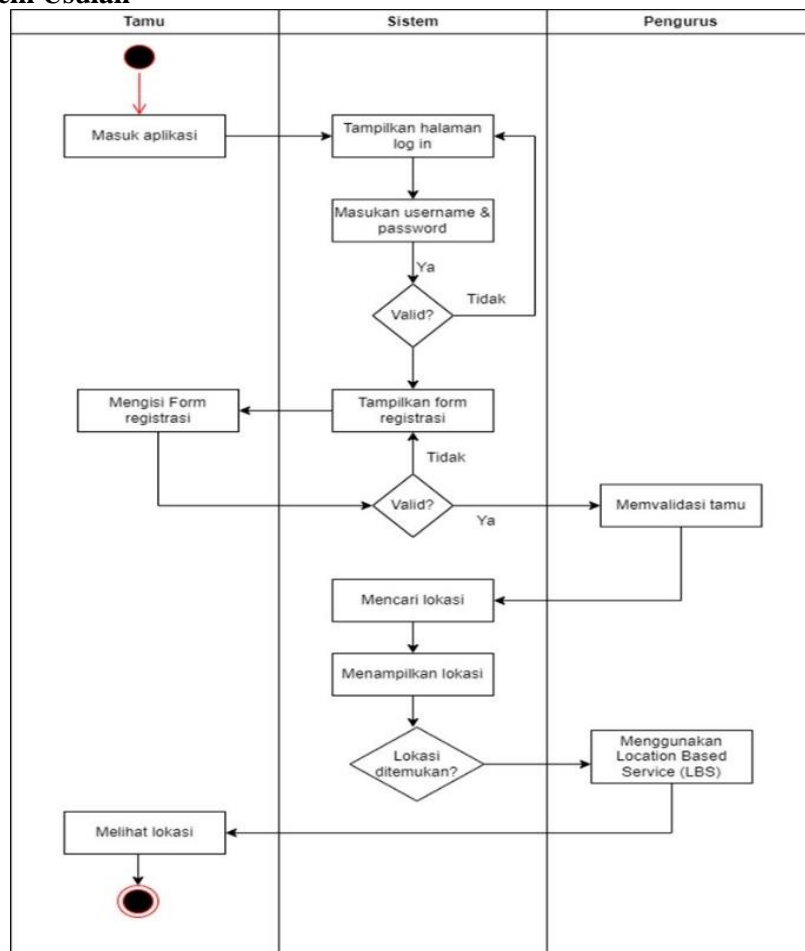 Usulan
Tamu
Sistem
Pengurus
Masuk aplikasi
Tampilkan halaman
log in
Masukan username &
password
Ya
Tidak
Valid?
Mengisi Form
registrasi
Tampilkan form
registrasi
Tidak
Valid?
Ya
Memvalidasi tamu
Mencari lokasi
Menampilkan lokasi
Lokasi
ditemukan?
Menggunakan
Location Based
Service (LBS)
Melihat lokasi